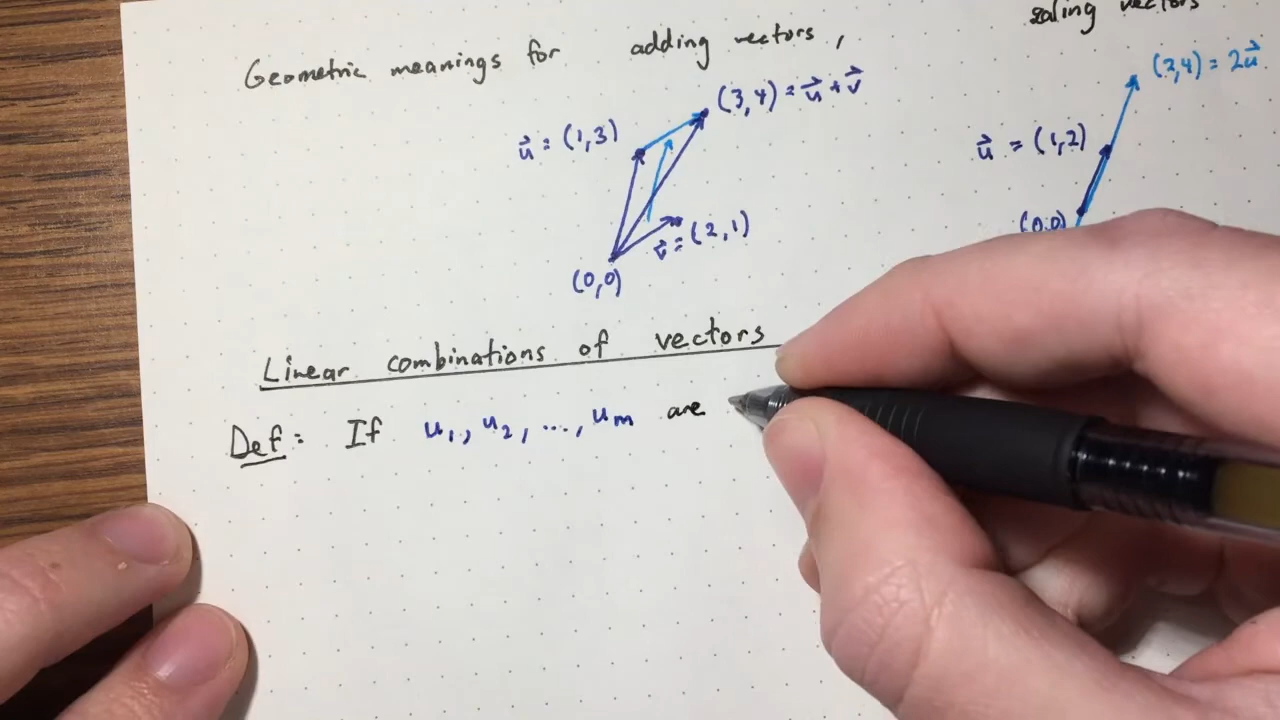 Geometric meanings for adding vectors, scaling vectors
(3,4) = 2u⃗
(3,4) = u⃗ + v⃗
u⃗ = (1,3)
u⃗ = (1,2)
(0,0)
v⃗ = (2,1)
(0,0)
Linear combinations of vectors
Def: If u₁, u₂, ..., uₘ are